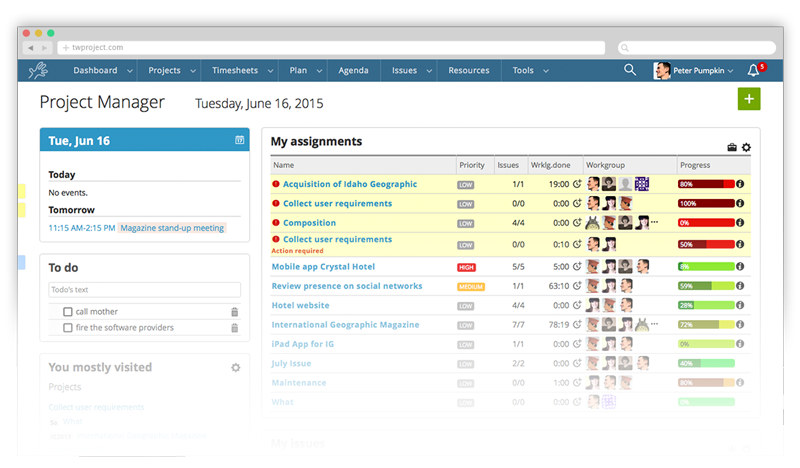 twproject.com
Dashboard Projects Timesheets Plan Agenda Issues Resources Tools Peter Pumpkin 5
Project Manager Tuesday, June 16, 2015 +
Tue, Jun 16
Today
No events.
Tomorrow
11:15 AM-2:15 PM Magazine stand-up meeting
To do
Todo's text
call mother
fire the software providers
You mostly visited
Projects
Collect user requirements
What
My assignments
Name Priority Issues Wrklg.done Workgroup Progress
Acquisition of Idaho Geographic LOW 1/1 19:00 80%
Collect user requirements LOW 0/0 0:00 100%
Composition LOW 4/4 0:00 0%
Collect user requirements LOW 0/0 0:10 50%
Action required
Mobile app Crystal Hotel HIGH 5/5 5:00 8%
Review presence on social networks MEDIUM 1/1 63:10 59%
Hotel website LOW 4/4 0:00 28%
International Geographic Magazine LOW 7/7 78:19 72%
iPad App for IG LOW 1/1 0:00 0%
July Issue LOW 2/2 0:00 40%
Maintenance LOW 0/0 1:00 80%
What LOW 0/0 0:00 0%
My issues